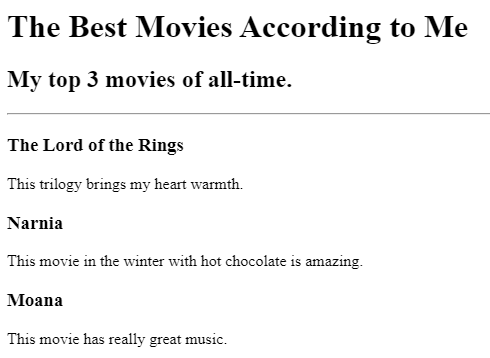 The Best Movies According to Me
My top 3 movies of all-time.
The Lord of the Rings
This trilogy brings my heart warmth.
Narnia
This movie in the winter with hot chocolate is amazing.
Moana
This movie has really great music.